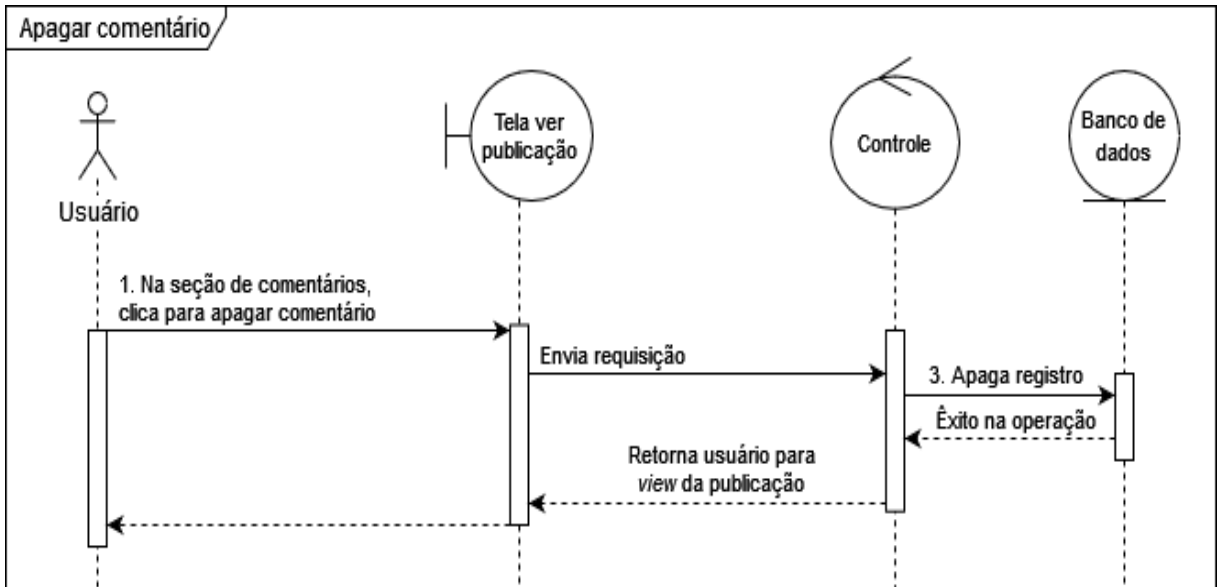 Apagar comentário
Tela ver
publicação
Controle
Banco de
dados
Usuário
1. Na seção de comentários,
clica para apagar comentário
Envia requisição
3. Apaga registro
Êxito na operação
Retorna usuário para
view da publicação